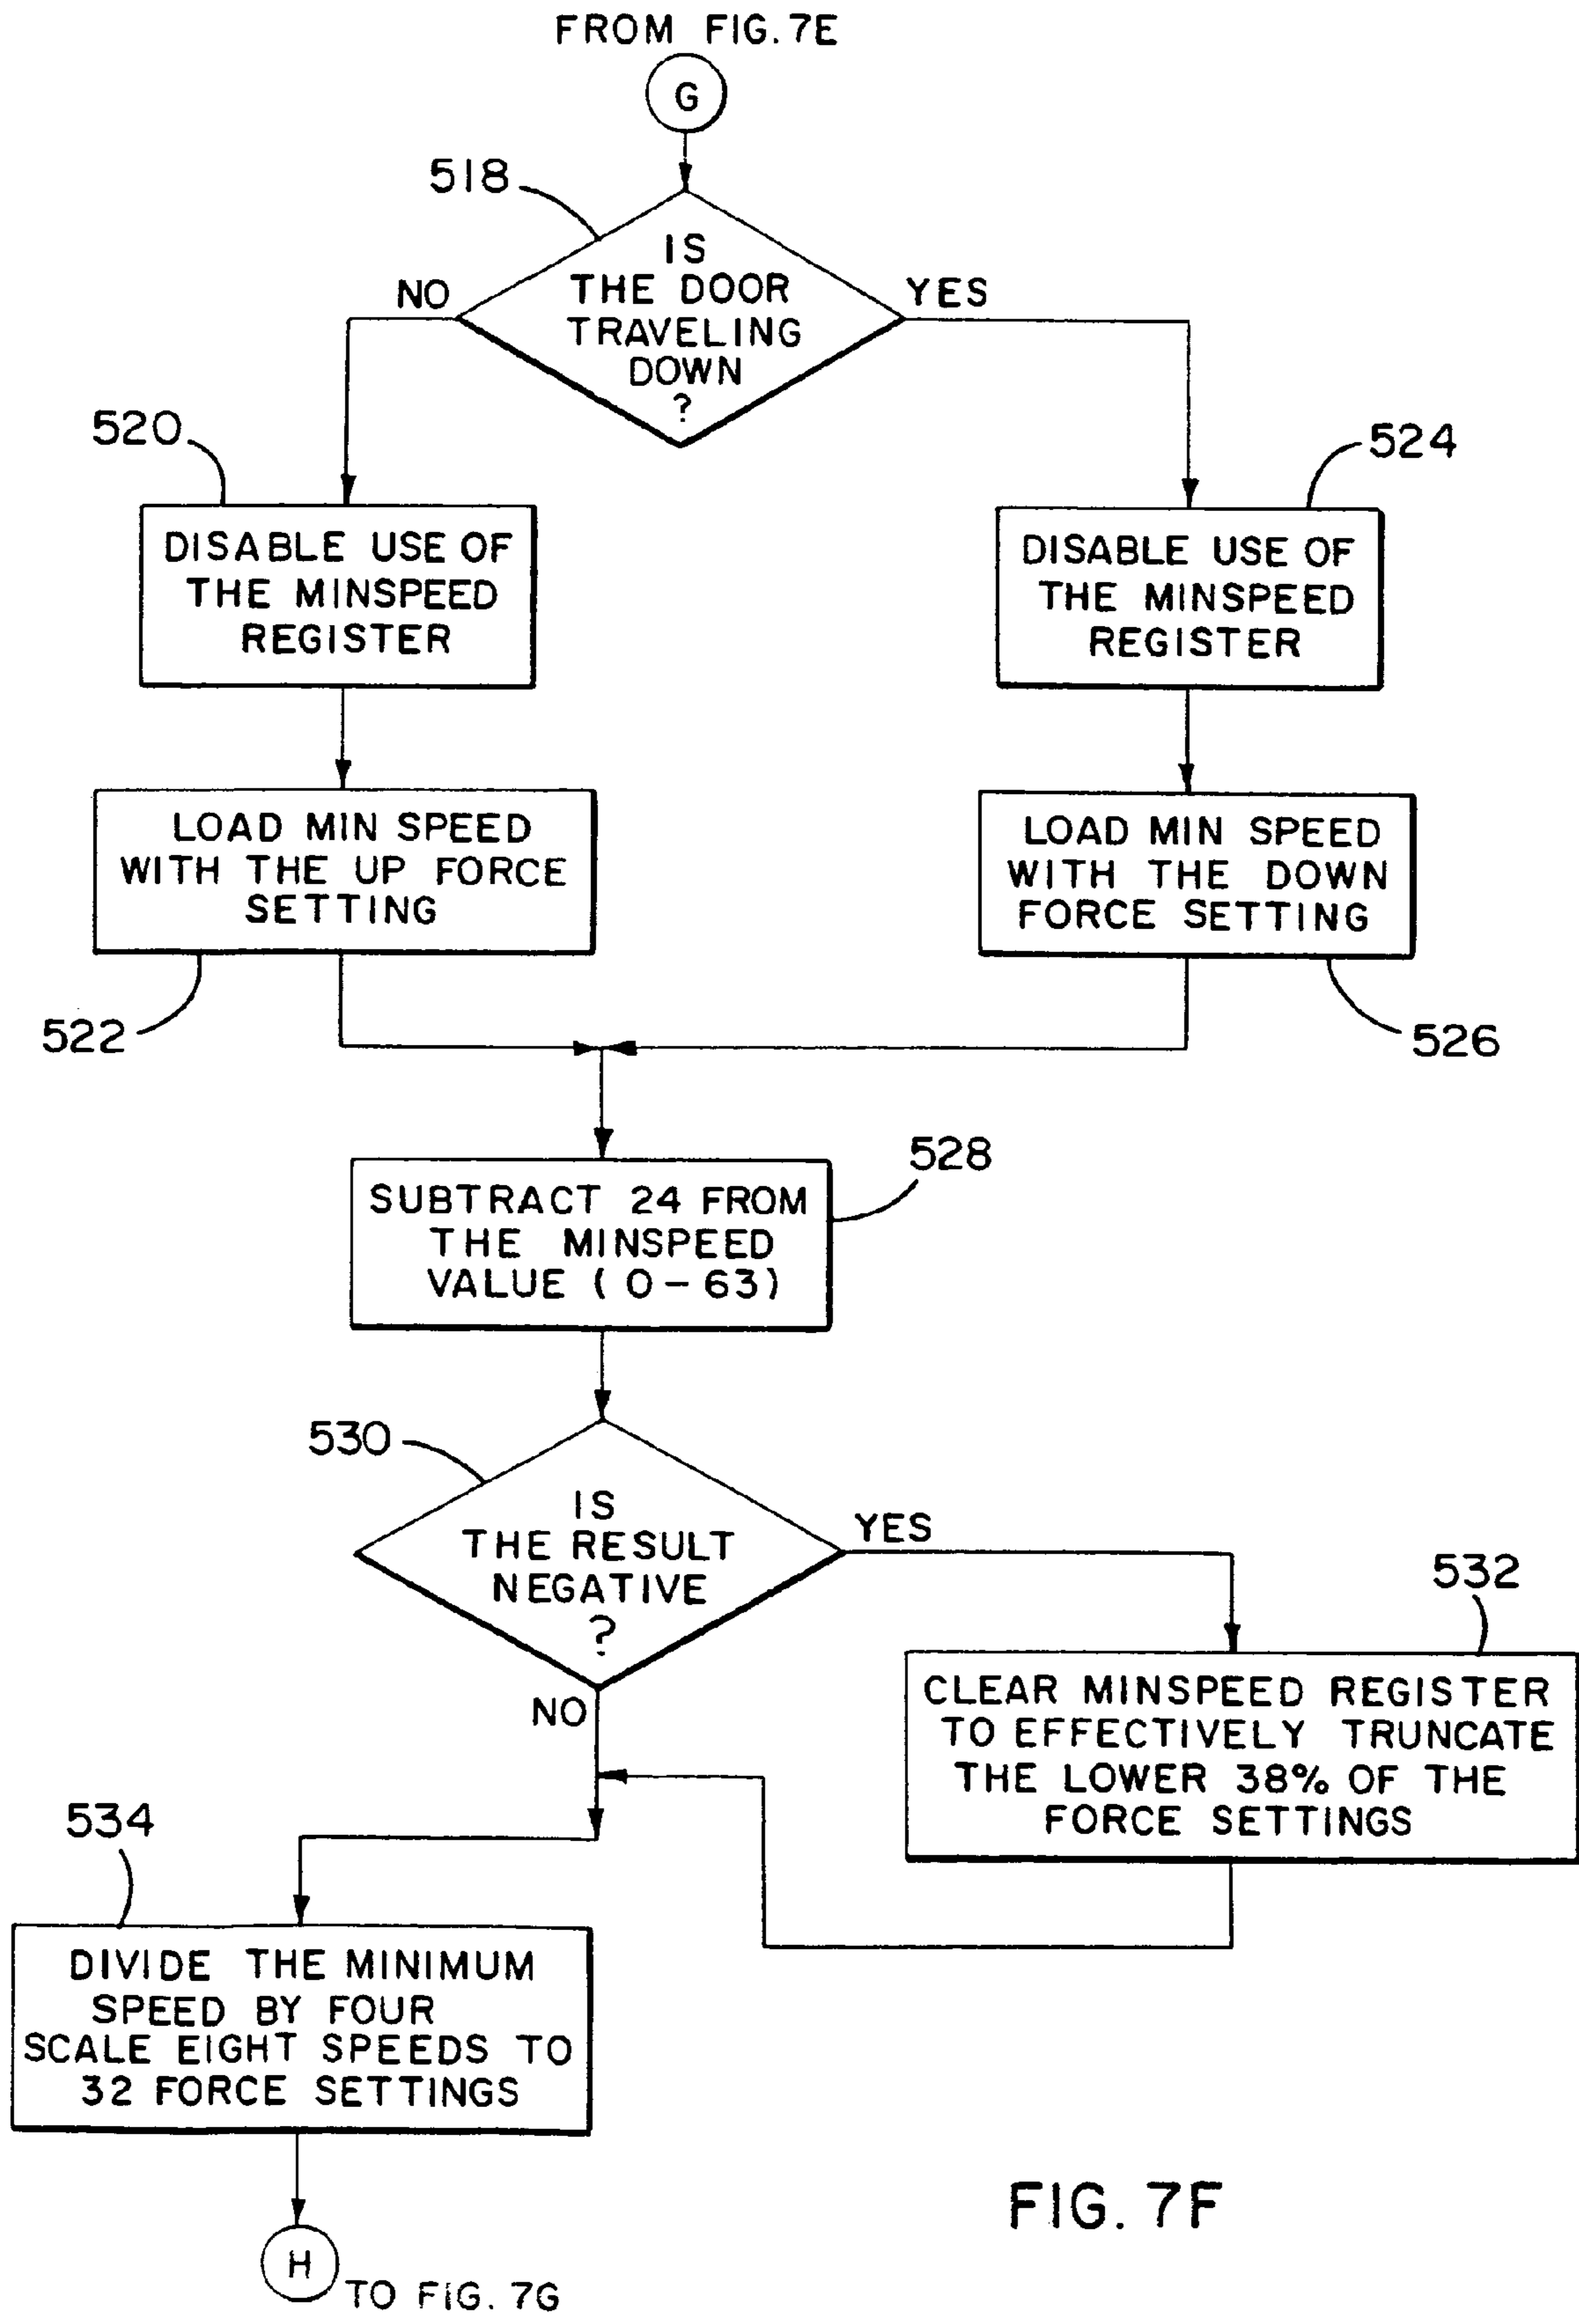 FROM FIG. 7E
G
518
IS
THE DOOR
TRAVELING
DOWN
?
NO
YES
520
524
DISABLE USE OF
THE MINSPEED
REGISTER
DISABLE USE OF
THE MINSPEED
REGISTER
LOAD MIN SPEED
WITH THE UP FORCE
SETTING
LOAD MIN SPEED
WITH THE DOWN
FORCE SETTING
522
526
528
SUBTRACT 24 FROM
THE MINSPEED
VALUE (0-63)
530
IS
THE RESULT
NEGATIVE
?
YES
NO
532
CLEAR MINSPEED REGISTER
TO EFFECTIVELY TRUNCATE
THE LOWER 38% OF THE
FORCE SETTINGS
534
DIVIDE THE MINIMUM
SPEED BY FOUR
SCALE EIGHT SPEEDS TO
32 FORCE SETTINGS
H
TO FIG. 7G
FIG. 7F